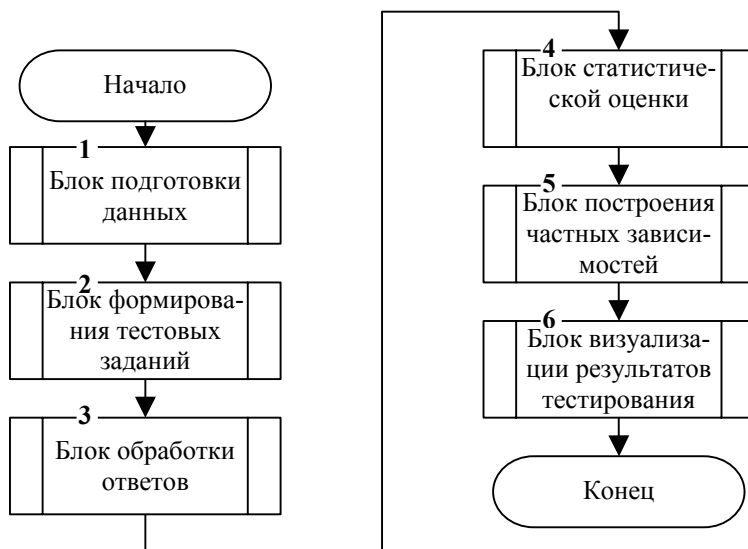 Начало
1
Блок подготовки
данных
2
Блок формирова-
ния тестовых
заданий
3
Блок обработки
ответов
4
Блок статистиче-
ской оценки
5
Блок построения
частных зависи-
мостей
6
Блок визуализа-
ции результатов
тестирования
Конец